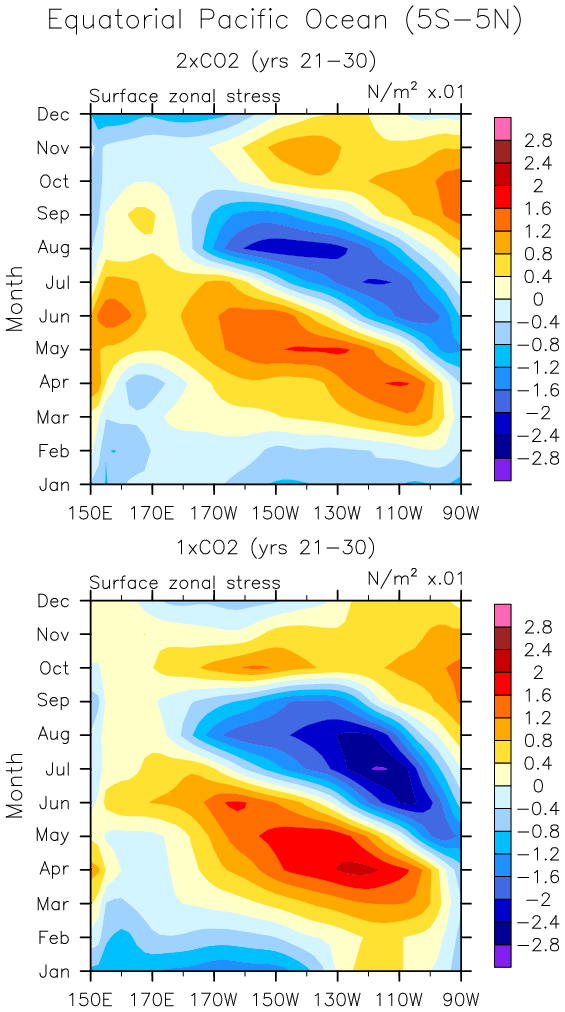 Equatorial Pacific Ocean (5S−5N)
2xCO2 (yrs 21−30)
Surface zonal stress N/m² x.01
Dec
Nov
Oct
Sep
Aug
Jul
Jun
May
Apr
Mar
Feb
Jan
Month
150E 170E 170W 150W 130W 110W 90W
2.8
2.4
2
1.6
1.2
0.8
0.4
0
−0.4
−0.8
−1.2
−1.6
−2
−2.4
−2.8
1xCO2 (yrs 21−30)
Surface zonal stress N/m² x.01
Dec
Nov
Oct
Sep
Aug
Jul
Jun
May
Apr
Mar
Feb
Jan
Month
150E 170E 170W 150W 130W 110W 90W
2.8
2.4
2
1.6
1.2
0.8
0.4
0
−0.4
−0.8
−1.2
−1.6
−2
−2.4
−2.8